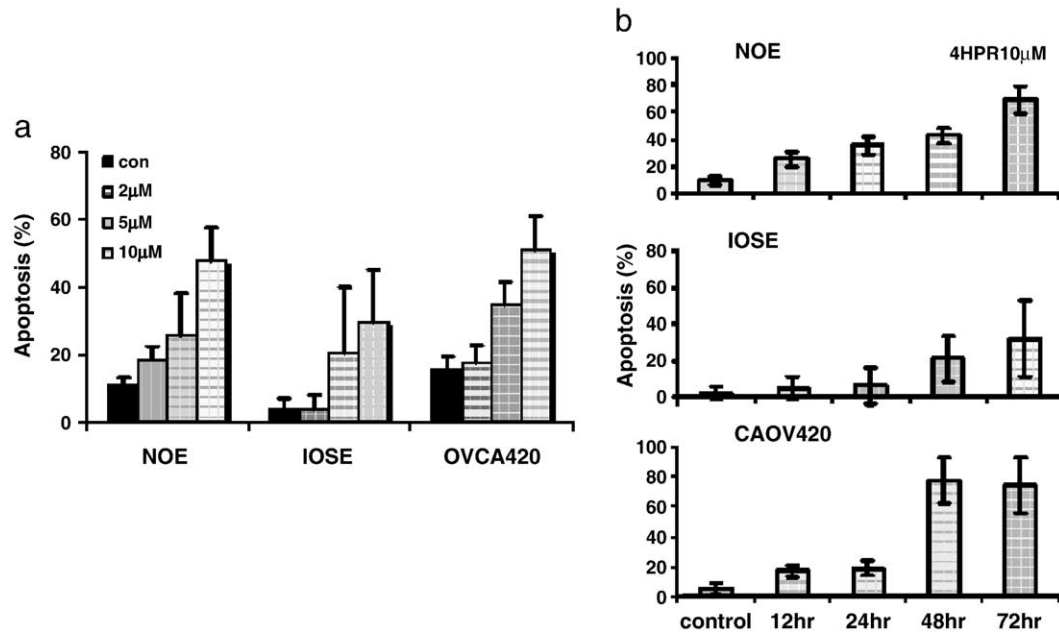 a
80
60
40
20
0
Apoptosis (%)
con
2μM
5μM
10μM
NOE IOSE OVCA420
b
NOE 4HPR10μM
100
80
60
40
20
0
IOSE
80
60
40
20
0
Apoptosis (%)
CAOV420
100
80
60
40
20
0
control 12hr 24hr 48hr 72hr